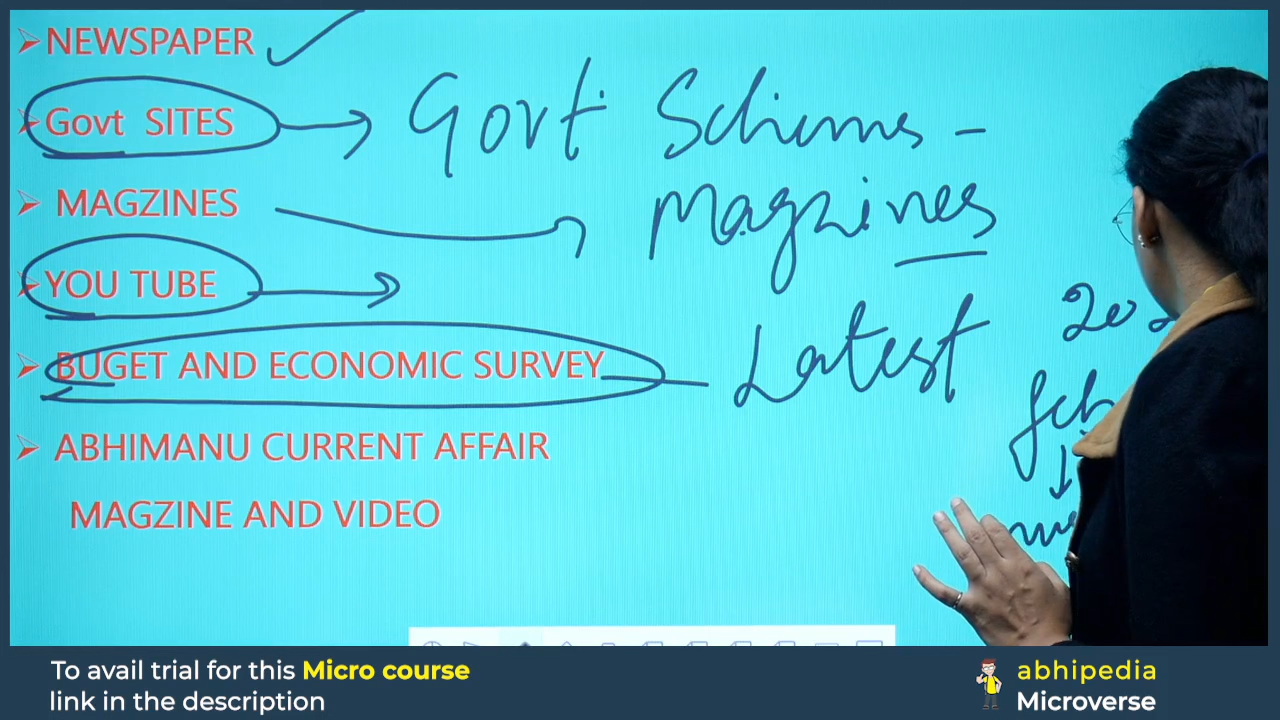 NEWSPAPER
Govt SITES
Govt Schemes -
MAGZINES
Magzines
YOU TUBE
BUGET AND ECONOMIC SURVEY
Latest
ABHIMANU CURRENT AFFAIR
MAGZINE AND VIDEO
To avail trial for this Micro course
link in the description
abhipedia
Microverse